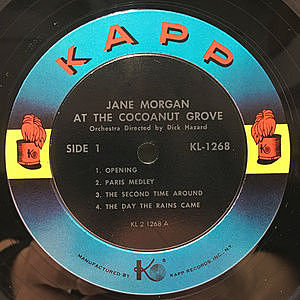 KAPP
JANE MORGAN
AT THE COCOANUT GROVE
Orchestra Directed by Dick Hazard
SIDE 1
KL-1268
1. OPENING
2. PARIS MEDLEY
3. THE SECOND TIME AROUND
4. THE DAY THE RAINS CAME
KL 2 1268 A
MANUFACTURED BY K KAPP RECORDS, INC., N.Y.